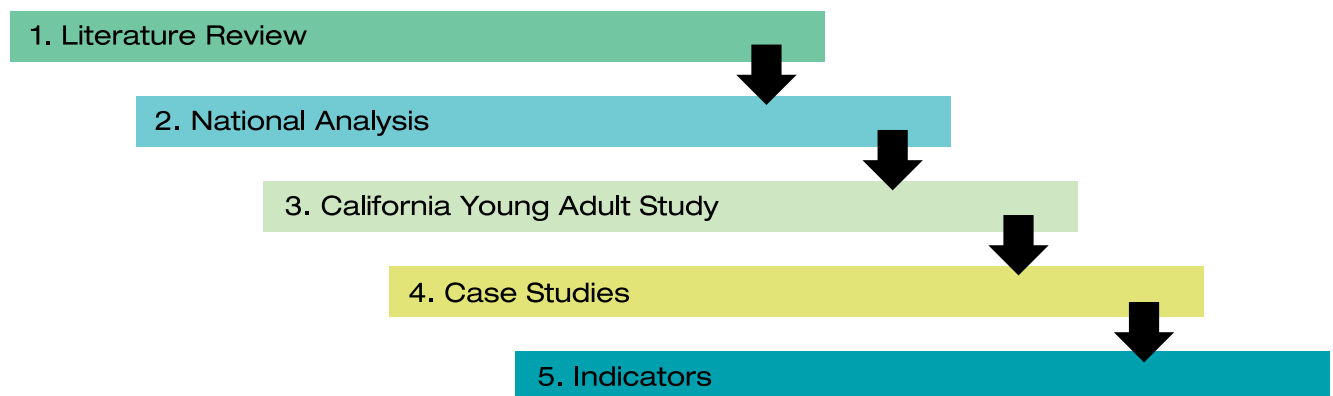 1. Literature Review
2. National Analysis
3. California Young Adult Study
4. Case Studies
5. Indicators